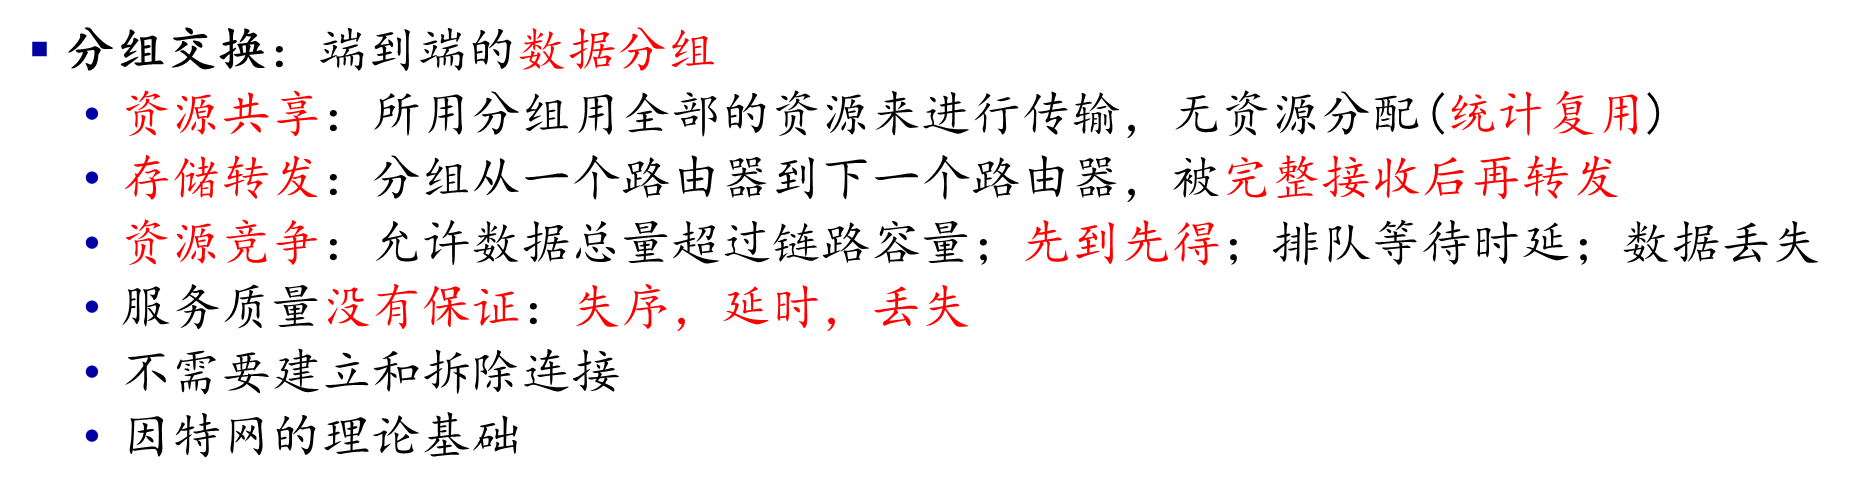 ▪ 分组交换：端到端的数据分组
• 资源共享：所用分组用全部的资源来进行传输，无资源分配(统计复用)
• 存储转发：分组从一个路由器到下一个路由器，被完整接收后再转发
• 资源竞争：允许数据总量超过链路容量；先到先得；排队等待时延；数据丢失
• 服务质量没有保证：失序，延时，丢失
• 不需要建立和拆除连接
• 因特网的理论基础